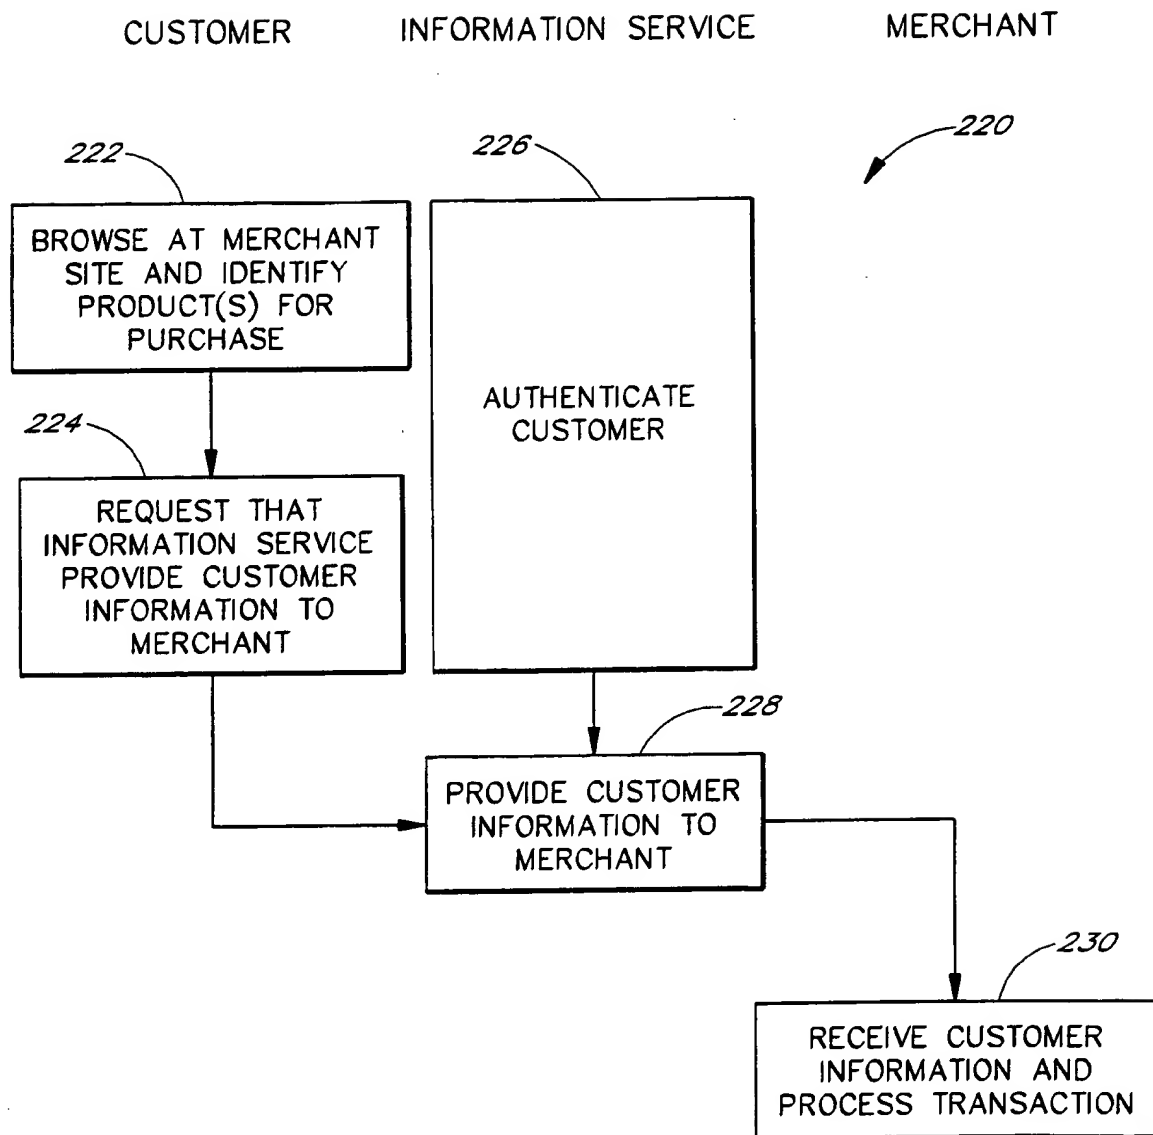 CUSTOMER INFORMATION SERVICE MERCHANT
220
222
226
BROWSE AT MERCHANT
SITE AND IDENTIFY
PRODUCT(S) FOR
PURCHASE
AUTHENTICATE
CUSTOMER
224
REQUEST THAT
INFORMATION SERVICE
PROVIDE CUSTOMER
INFORMATION TO
MERCHANT
228
PROVIDE CUSTOMER
INFORMATION TO
MERCHANT
230
RECEIVE CUSTOMER
INFORMATION AND
PROCESS TRANSACTION